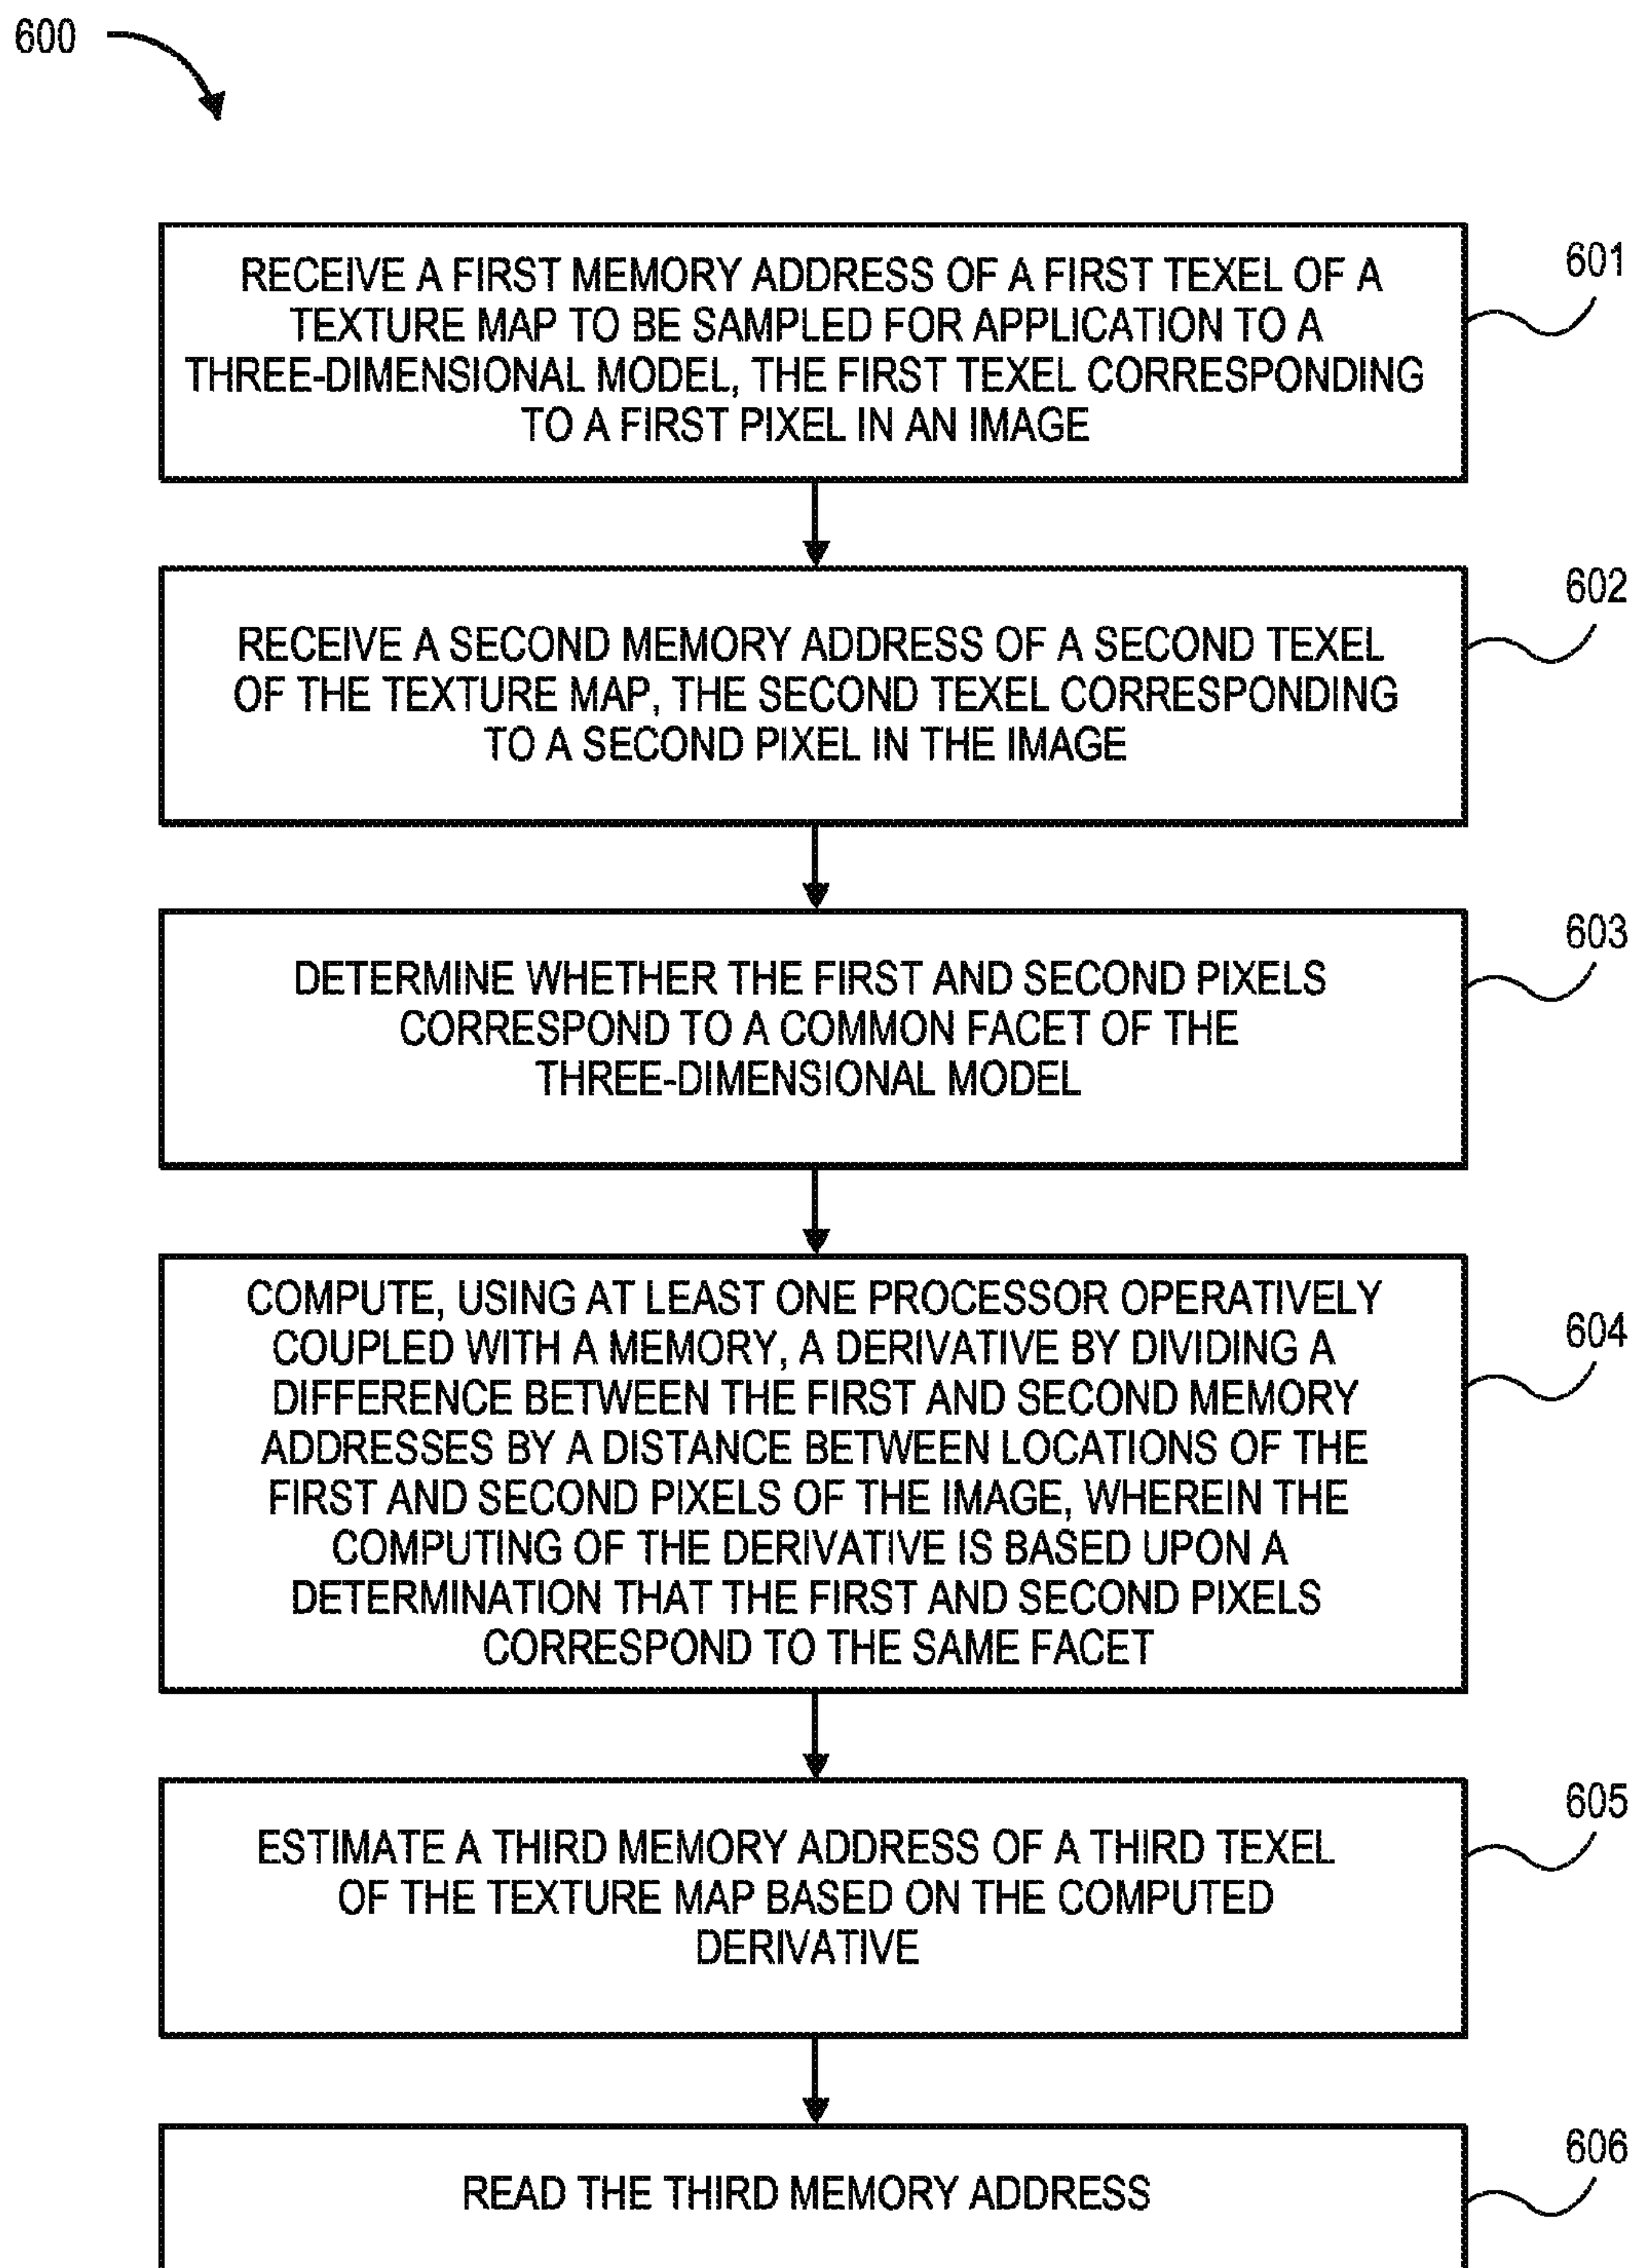 600
RECEIVE A FIRST MEMORY ADDRESS OF A FIRST TEXEL OF A
TEXTURE MAP TO BE SAMPLED FOR APPLICATION TO A
THREE-DIMENSIONAL MODEL, THE FIRST TEXEL CORRESPONDING
TO A FIRST PIXEL IN AN IMAGE
601
RECEIVE A SECOND MEMORY ADDRESS OF A SECOND TEXEL
OF THE TEXTURE MAP, THE SECOND TEXEL CORRESPONDING
TO A SECOND PIXEL IN THE IMAGE
602
DETERMINE WHETHER THE FIRST AND SECOND PIXELS
CORRESPOND TO A COMMON FACET OF THE
THREE-DIMENSIONAL MODEL
603
COMPUTE, USING AT LEAST ONE PROCESSOR OPERATIVELY
COUPLED WITH A MEMORY, A DERIVATIVE BY DIVIDING A
DIFFERENCE BETWEEN THE FIRST AND SECOND MEMORY
ADDRESSES BY A DISTANCE BETWEEN LOCATIONS OF THE
FIRST AND SECOND PIXELS OF THE IMAGE, WHEREIN THE
COMPUTING OF THE DERIVATIVE IS BASED UPON A
DETERMINATION THAT THE FIRST AND SECOND PIXELS
CORRESPOND TO THE SAME FACET
604
ESTIMATE A THIRD MEMORY ADDRESS OF A THIRD TEXEL
OF THE TEXTURE MAP BASED ON THE COMPUTED
DERIVATIVE
605
READ THE THIRD MEMORY ADDRESS
606